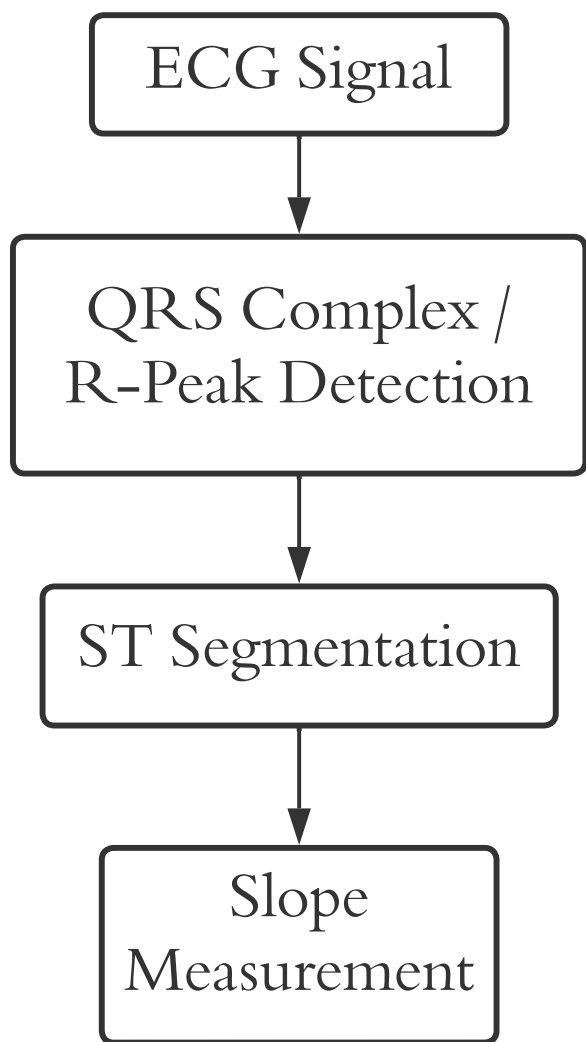 ECG Signal
QRS Complex /
R-Peak Detection
ST Segmentation
Slope
Measurement